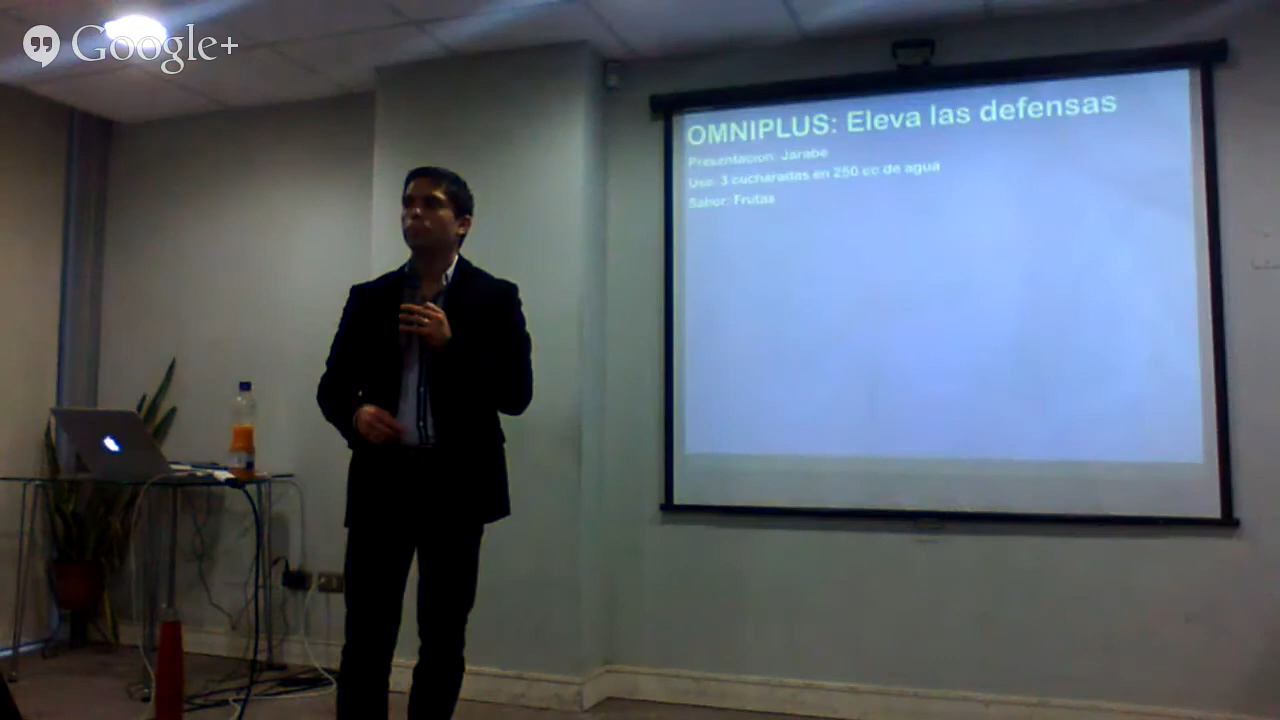 Google+
OMNIPLUS: Eleva las defensas
Presentacion: Jarabe
Uso: 3 cucharadas en 250 cc de agua
Sabor: Frutas